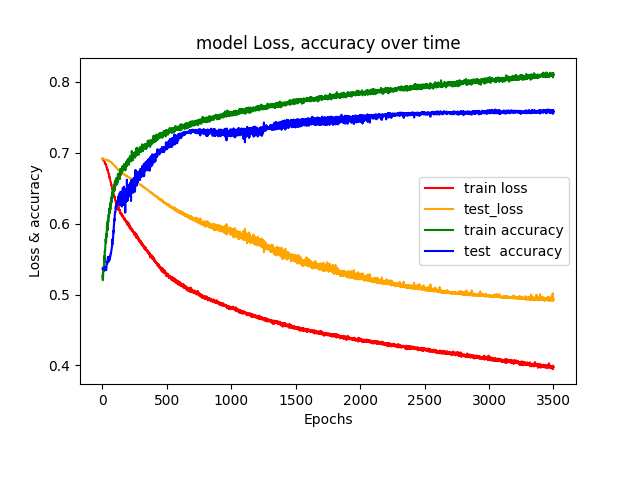 model Loss, accuracy over time
Loss & accuracy
0.8
0.7
0.6
0.5
0.4
train loss
test_loss
train accuracy
test  accuracy
0 500 1000 1500 2000 2500 3000 3500
Epochs